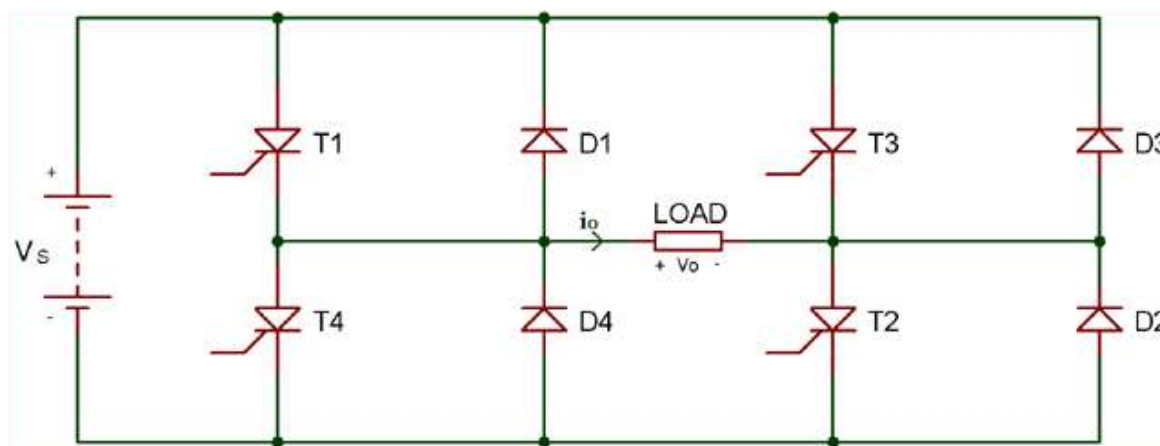 T1
D1
T3
D3
+
io
LOAD
VS
+ Vo -
-
T4
D4
T2
D2